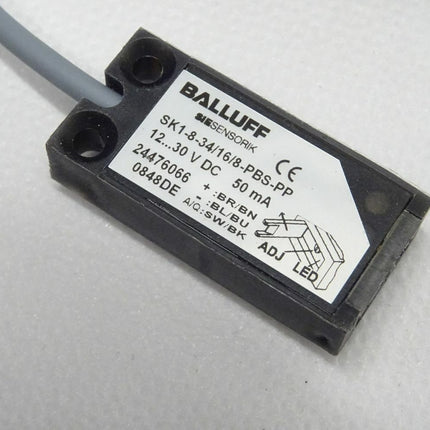 BALLUFF
SIE SENSORIK
CE
SK1-8-34/16/8-PBS-PP
12...30 V DC 50 mA
24476066 + :BR/BN
0848DE - :BL/BU
A/Q:SW/BK
ADJ LED